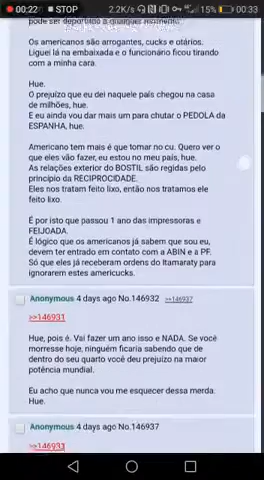 00:22 STOP 2.2K/s 15% 00:33
pode ser deportado a qualquer momento.
Os americanos são arrogantes, cucks e otários.
Liguei lá na embaixada e o funcionário ficou tirando
com a minha cara.
Hue.
O prejuízo que eu dei naquele país chegou na casa
de milhões, hue.
E eu ainda vou dar mais um para chutar o PEDOLA da
ESPANHA, hue.
Americano tem mais é que tomar no cu. Quero ver o
que eles vão fazer, eu estou no meu país, hue.
As relações exterior do BOSTIL são regidas pelo
princípio da RECIPROCIDADE.
Eles nos tratam feito lixo, então nos tratamos ele
feito lixo.
É por isto que passou 1 ano das impressoras e
FEIJOADA.
É lógico que os americanos já sabem que sou eu,
devem ter entrado em contato com a ABIN e a PF.
Só que eles já receberam ordens do Itamaraty para
ignorarem estes americucks.
Anonymous 4 days ago No.146932 >>146937
>>146931
Hue, pois é. Vai fazer um ano isso e NADA. Se você
morresse hoje, ninguém ficaria sabendo que de
dentro do seu quarto você deu prejuízo na maior
potência mundial.
Eu acho que nunca vou me esquecer dessa merda.
Hue.
Anonymous 4 days ago No.146937
>>146933